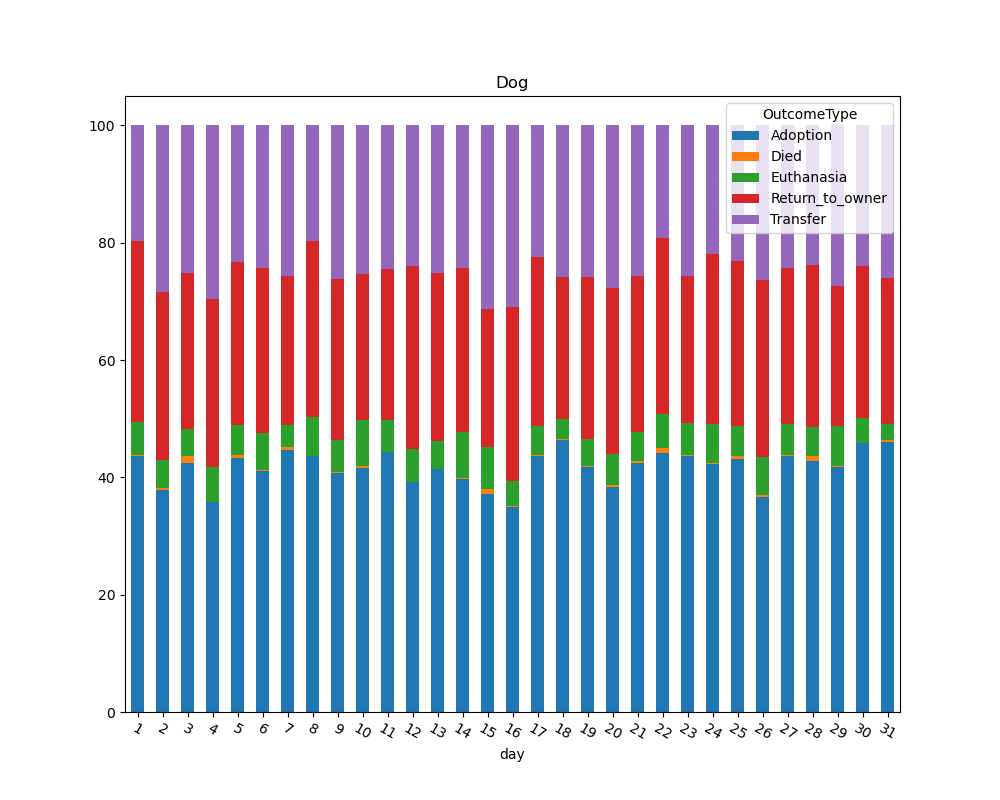 Dog
OutcomeType
Adoption
Died
Euthanasia
Return_to_owner
Transfer
100
80
60
40
20
0
1 2 3 4 5 6 7 8 9 10 11 12 13 14 15 16 17 18 19 20 21 22 23 24 25 26 27 28 29 30 31
day